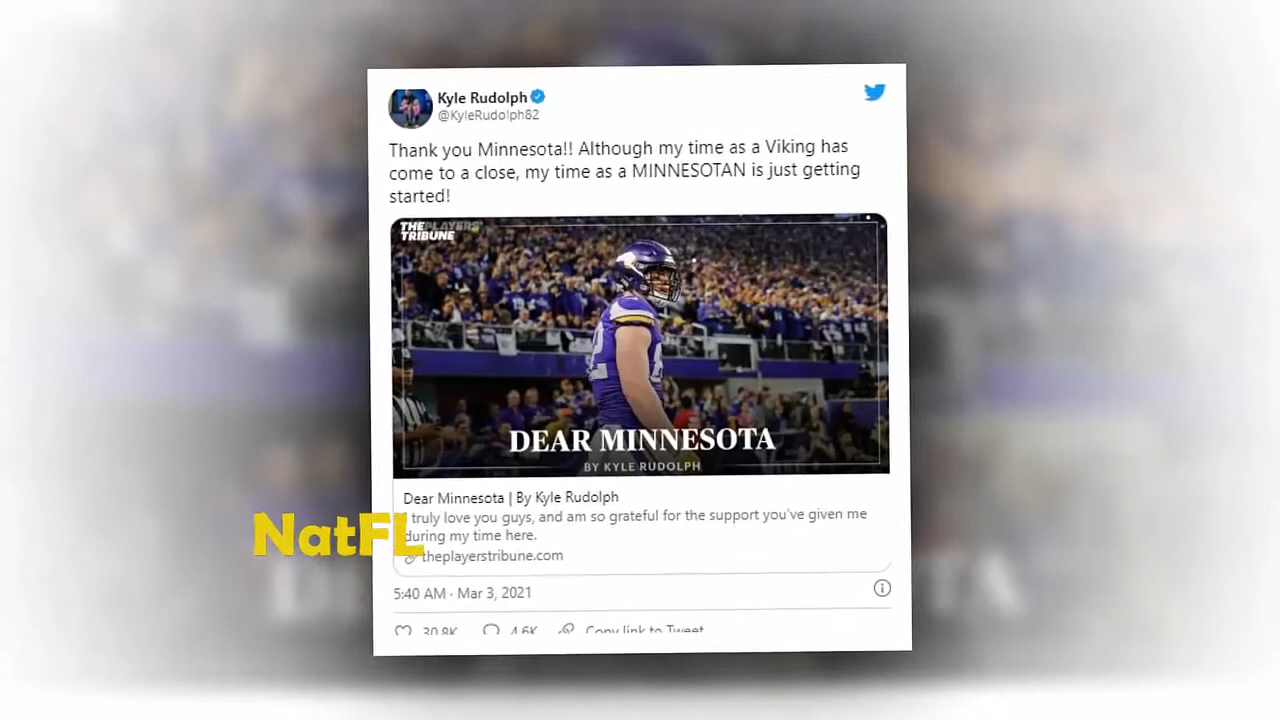 Kyle Rudolph
@KyleRudolph82
Thank you Minnesota!! Although my time as a Viking has
come to a close, my time as a MINNESOTAN is just getting
started!
THE PLAYERS'
TRIBUNE
DEAR MINNESOTA
BY KYLE RUDOLPH
Dear Minnesota | By Kyle Rudolph
truly love you guys, and am so grateful for the support you've given me
during my time here.
theplayerstribune.com
NatFL
5:40 AM · Mar 3, 2021
30.8K 4.6K Copy link to Tweet